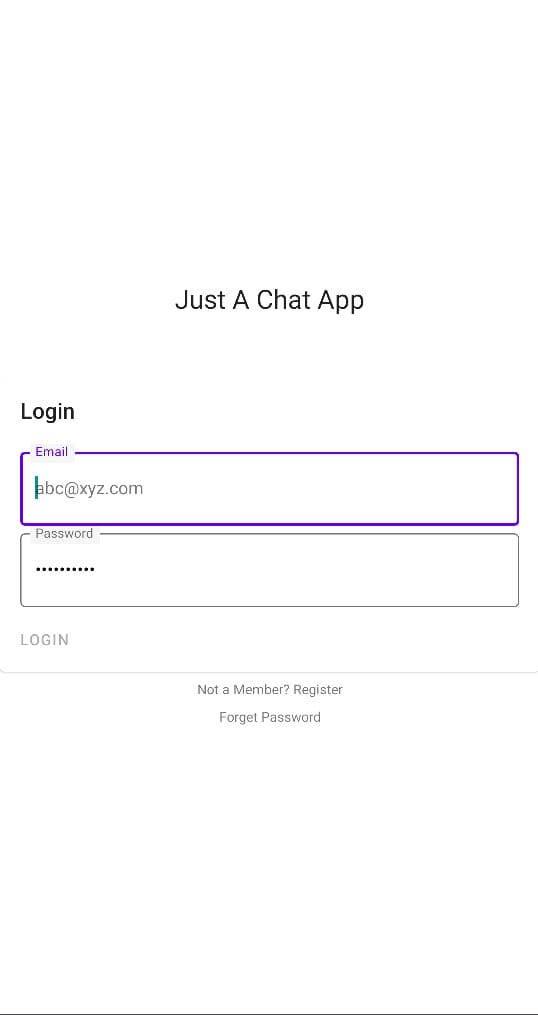 Just A Chat App
Login
Email
abc@xyz.com
Password
••••••••••
LOGIN
Not a Member? Register
Forget Password